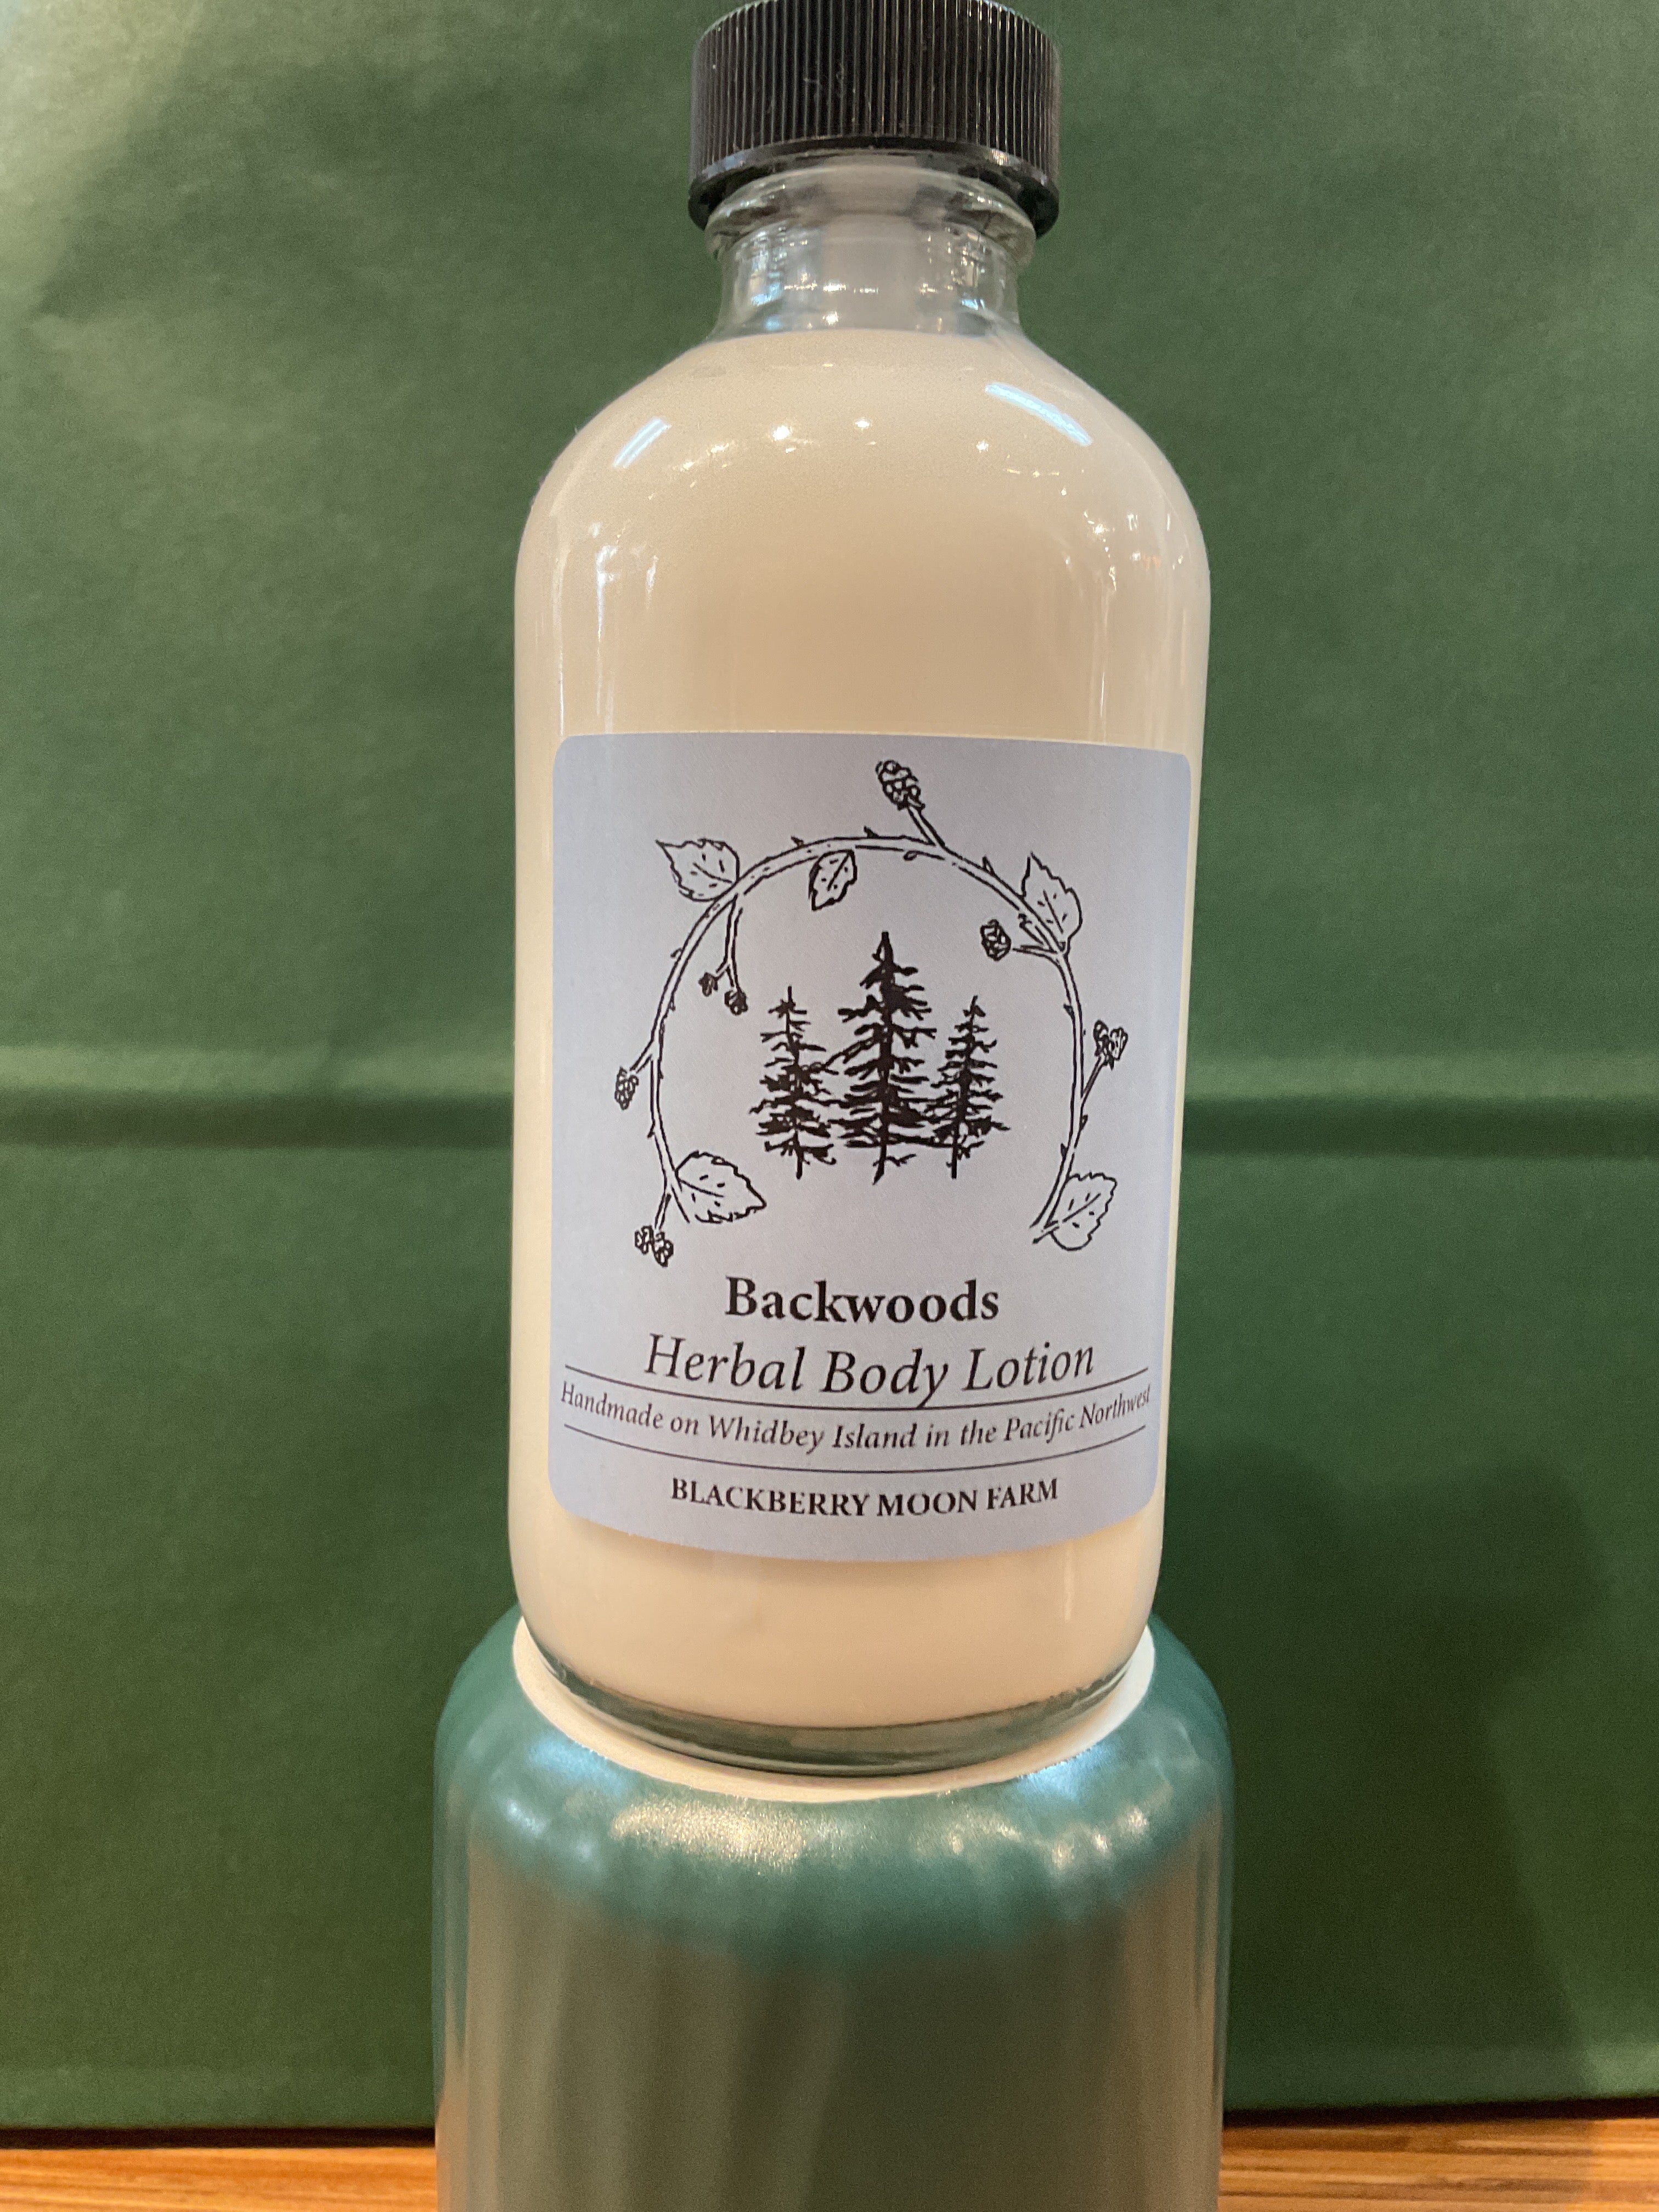 Backwoods
Herbal Body Lotion
Handmade on Whidbey Island in the Pacific Northwest
BLACKBERRY MOON FARM